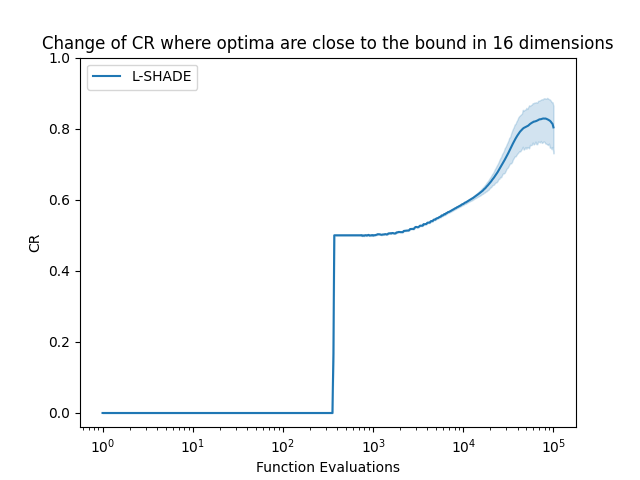 Change of CR where optima are close to the bound in 16 dimensions
L-SHADE
1.0
0.8
0.6
0.4
0.2
0.0
CR
10^0 10^1 10^2 10^3 10^4 10^5
Function Evaluations